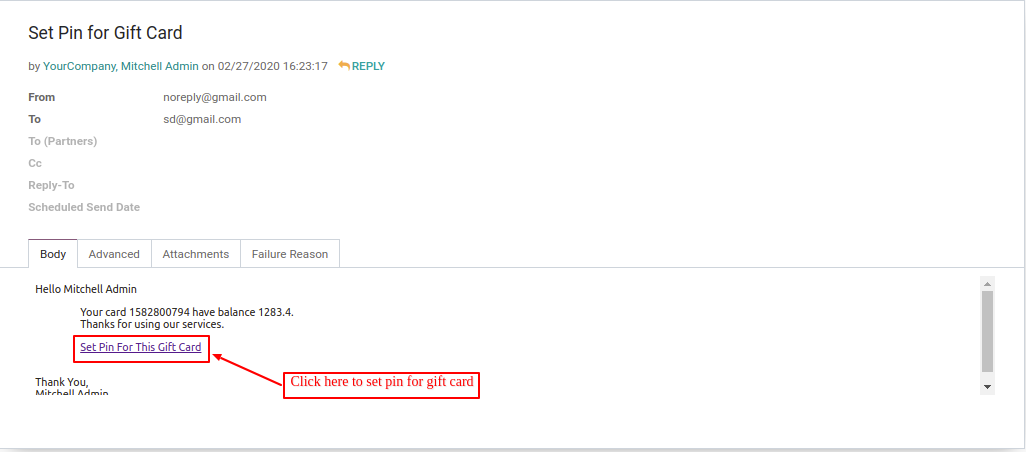 Set Pin for Gift Card
by YourCompany, Mitchell Admin on 02/27/2020 16:23:17 REPLY
From noreply@gmail.com
To sd@gmail.com
To (Partners)
Cc
Reply-To
Scheduled Send Date
Body Advanced Attachments Failure Reason
Hello Mitchell Admin
Your card 1582800794 have balance 1283.4.
Thanks for using our services.
Set Pin For This Gift Card
Click here to set pin for gift card
Thank You,
Mitchell Admin